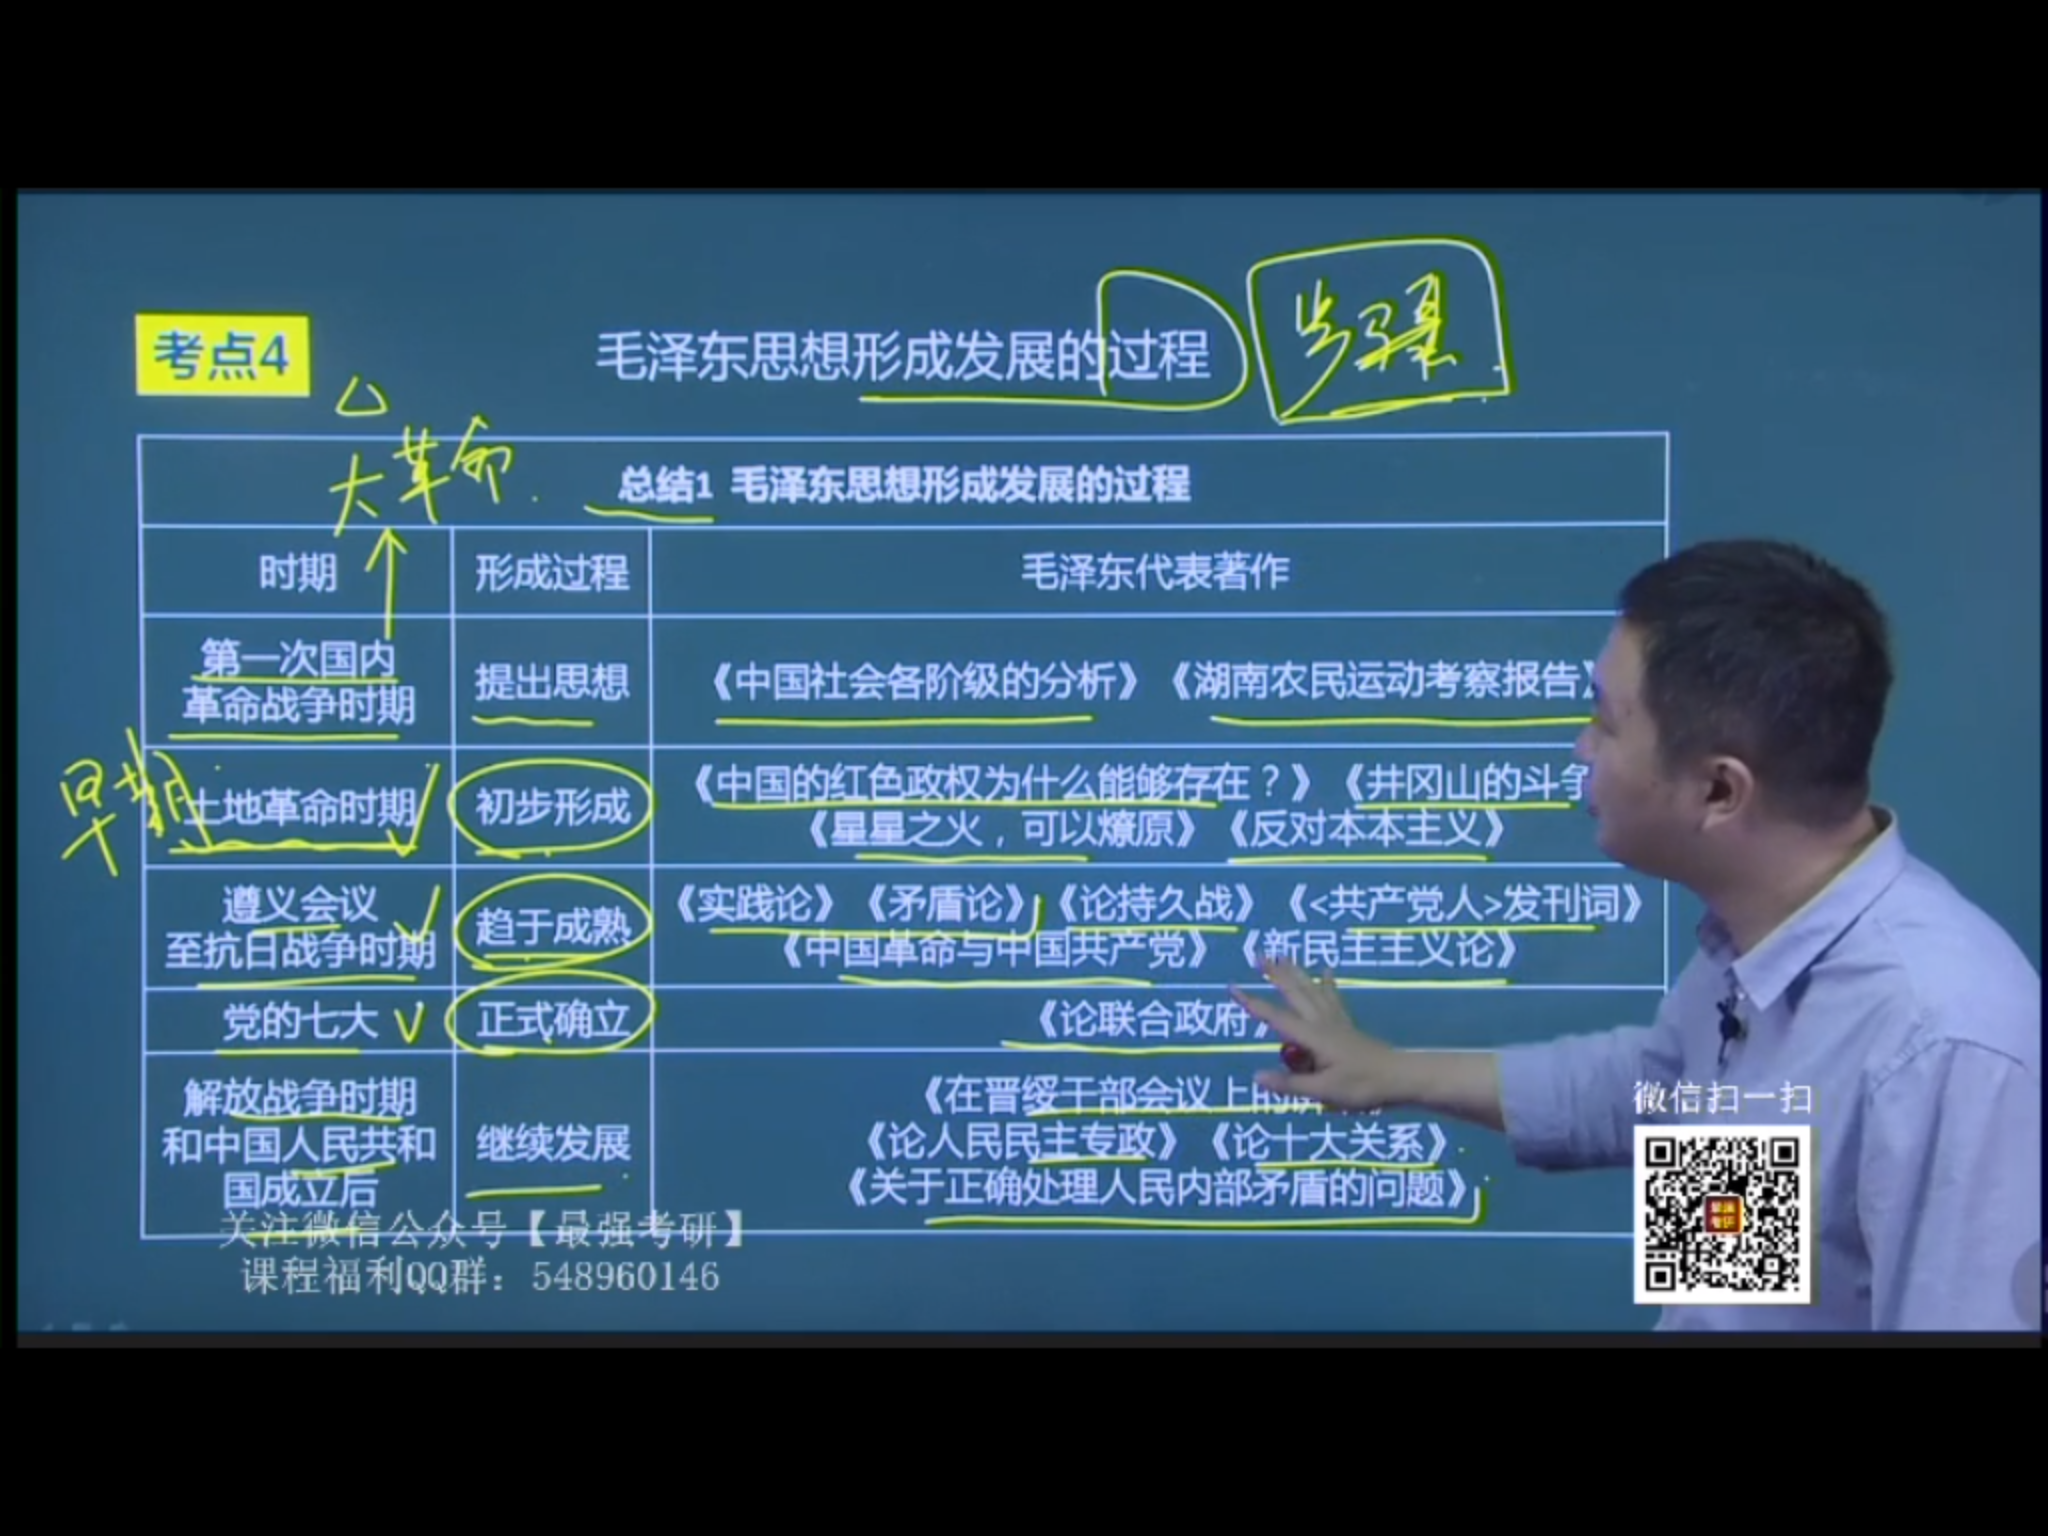 考点4
毛泽东思想形成发展的过程
步骤
大革命
总结1 毛泽东思想形成发展的过程
时期
形成过程
毛泽东代表著作
第一次国内
革命战争时期
提出思想
《中国社会各阶级的分析》《湖南农民运动考察报告》
早期
土地革命时期
初步形成
《中国的红色政权为什么能够存在？》《井冈山的斗争
《星星之火，可以燎原》《反对本本主义》
遵义会议
至抗日战争时期
趋于成熟
《实践论》《矛盾论》《论持久战》《<共产党人>发刊词》
《中国革命与中国共产党》《新民主主义论》
党的七大
正式确立
《论联合政府》
解放战争时期
和中国人民共和
国成立后
继续发展
《在晋绥干部会议上的
《论人民民主专政》《论十大关系》
《关于正确处理人民内部矛盾的问题》
微信扫一扫
关注微信公众号【最强考研】
课程福利QQ群：548960146